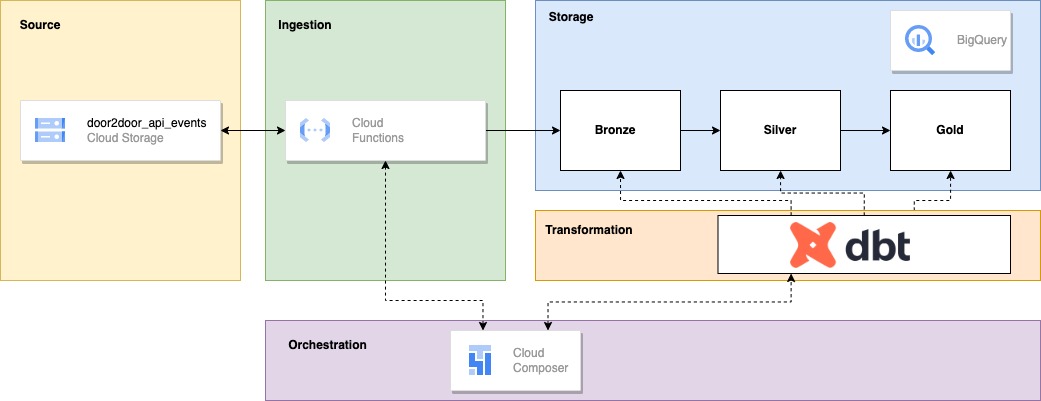 Source
Ingestion
Storage
BigQuery
door2door_api_events
Cloud Storage
Cloud
Functions
Bronze
Silver
Gold
Transformation
dbt
Orchestration
Cloud
Composer